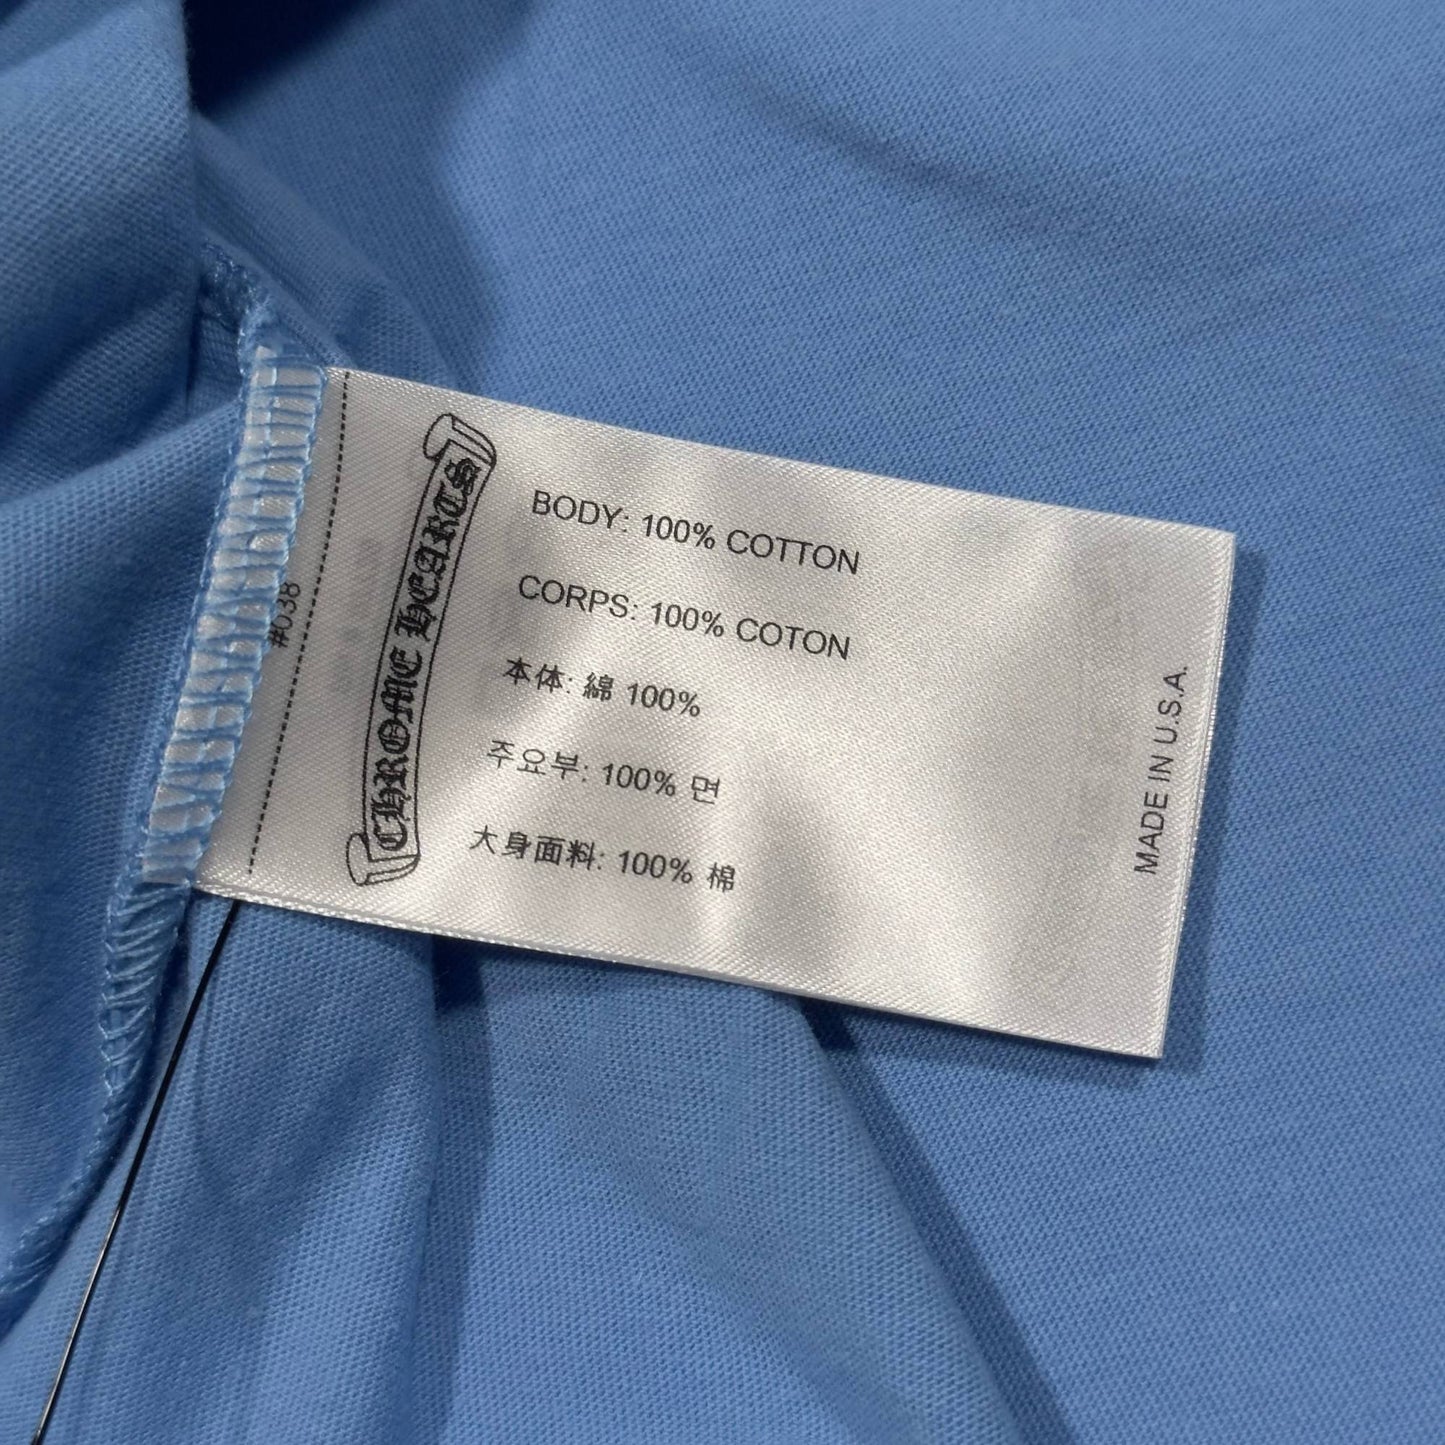 #038
CHROME HEARTS
BODY: 100% COTTON
CORPS: 100% COTON
本体: 綿 100%
주요부: 100% 면
大身面料: 100% 棉
MADE IN U.S.A.